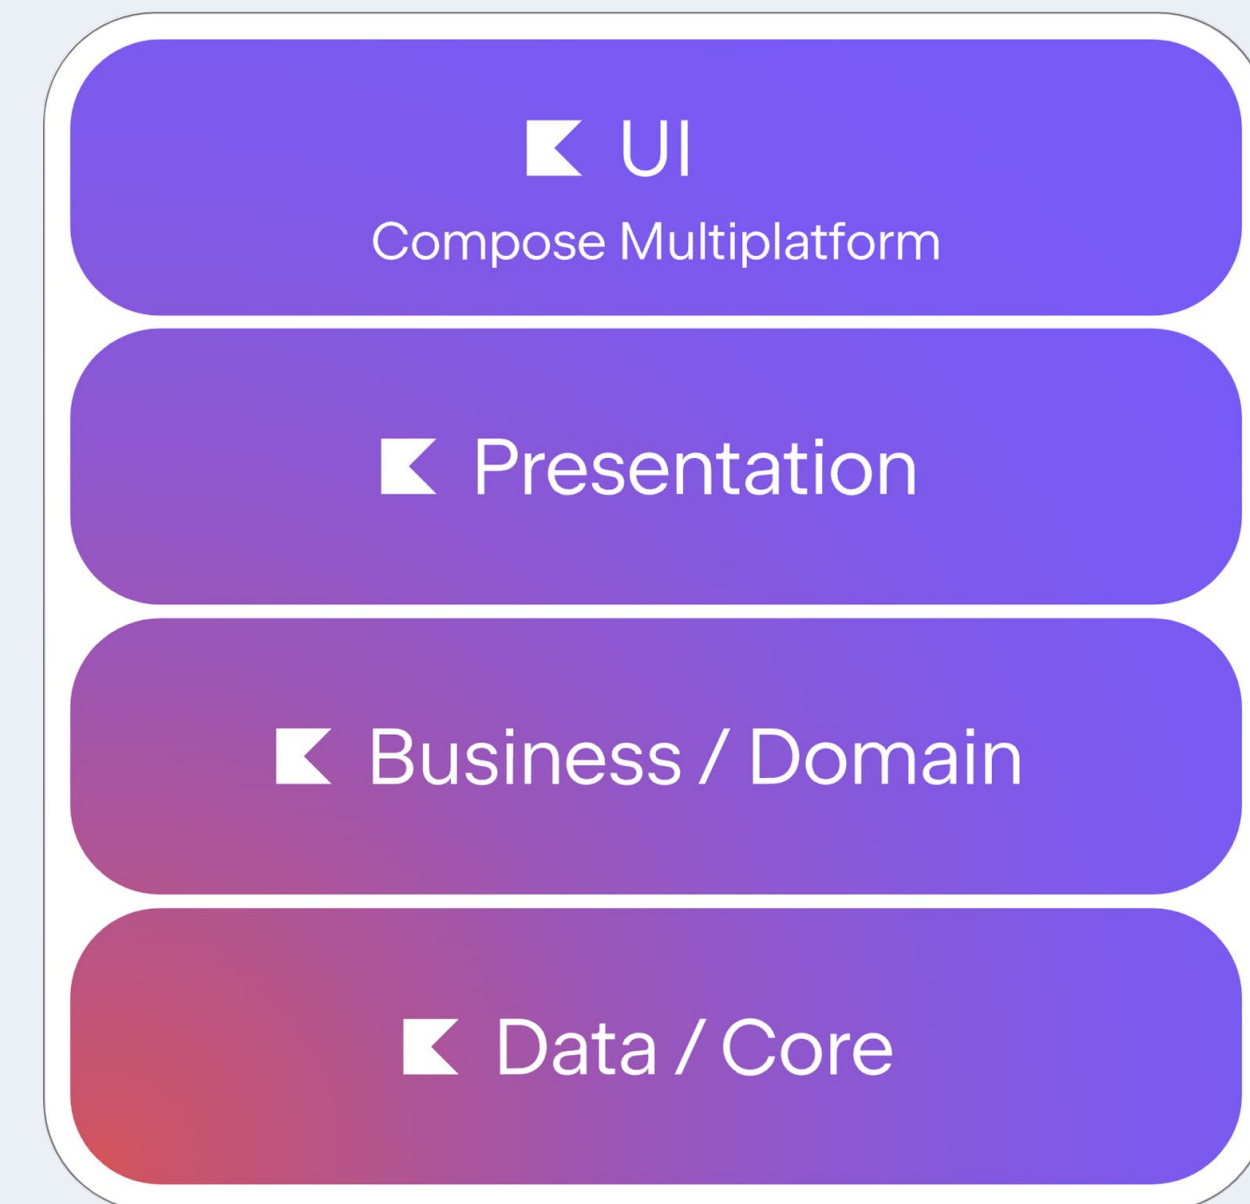 UI
Compose Multiplatform
Presentation
Business / Domain
Data / Core